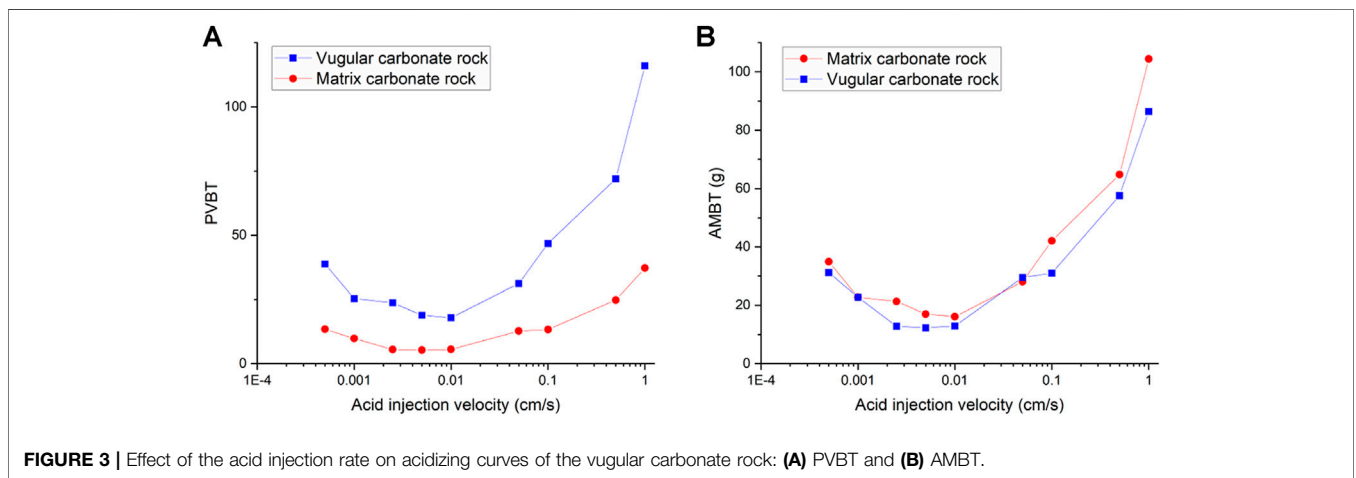 A
Vugular carbonate rock
Matrix carbonate rock
PVBT
100
50
0
1E-4 0.001 0.01 0.1 1
Acid injection velocity (cm/s)
B
Matrix carbonate rock
Vugular carbonate rock
AMBT (g)
100
80
60
40
20
0
1E-4 0.001 0.01 0.1 1
Acid injection velocity (cm/s)
FIGURE 3 | Effect of the acid injection rate on acidizing curves of the vugular carbonate rock: (A) PVBT and (B) AMBT.